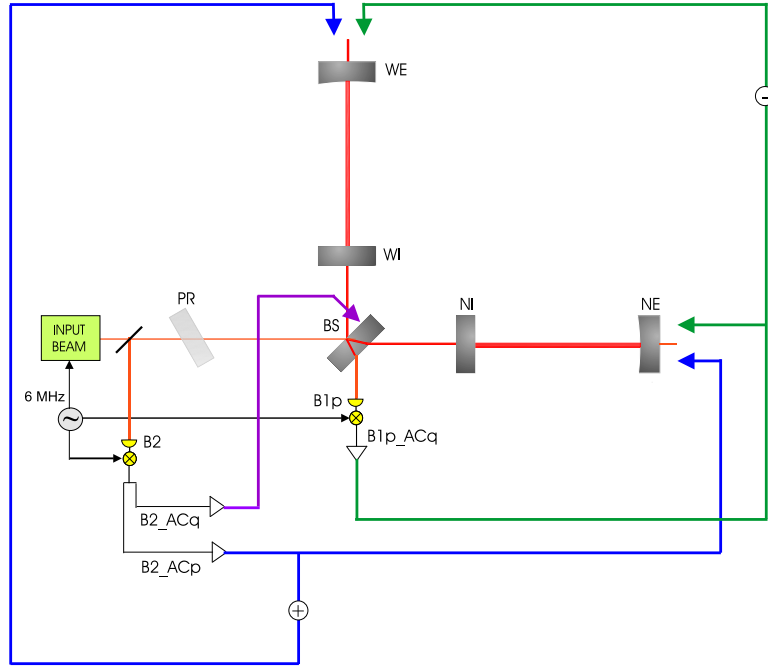 WE
WI
PR
NI
NE
BS
INPUT
BEAM
B1p
6 MHz
B1p_ACq
B2
B2_ACq
B2_ACp